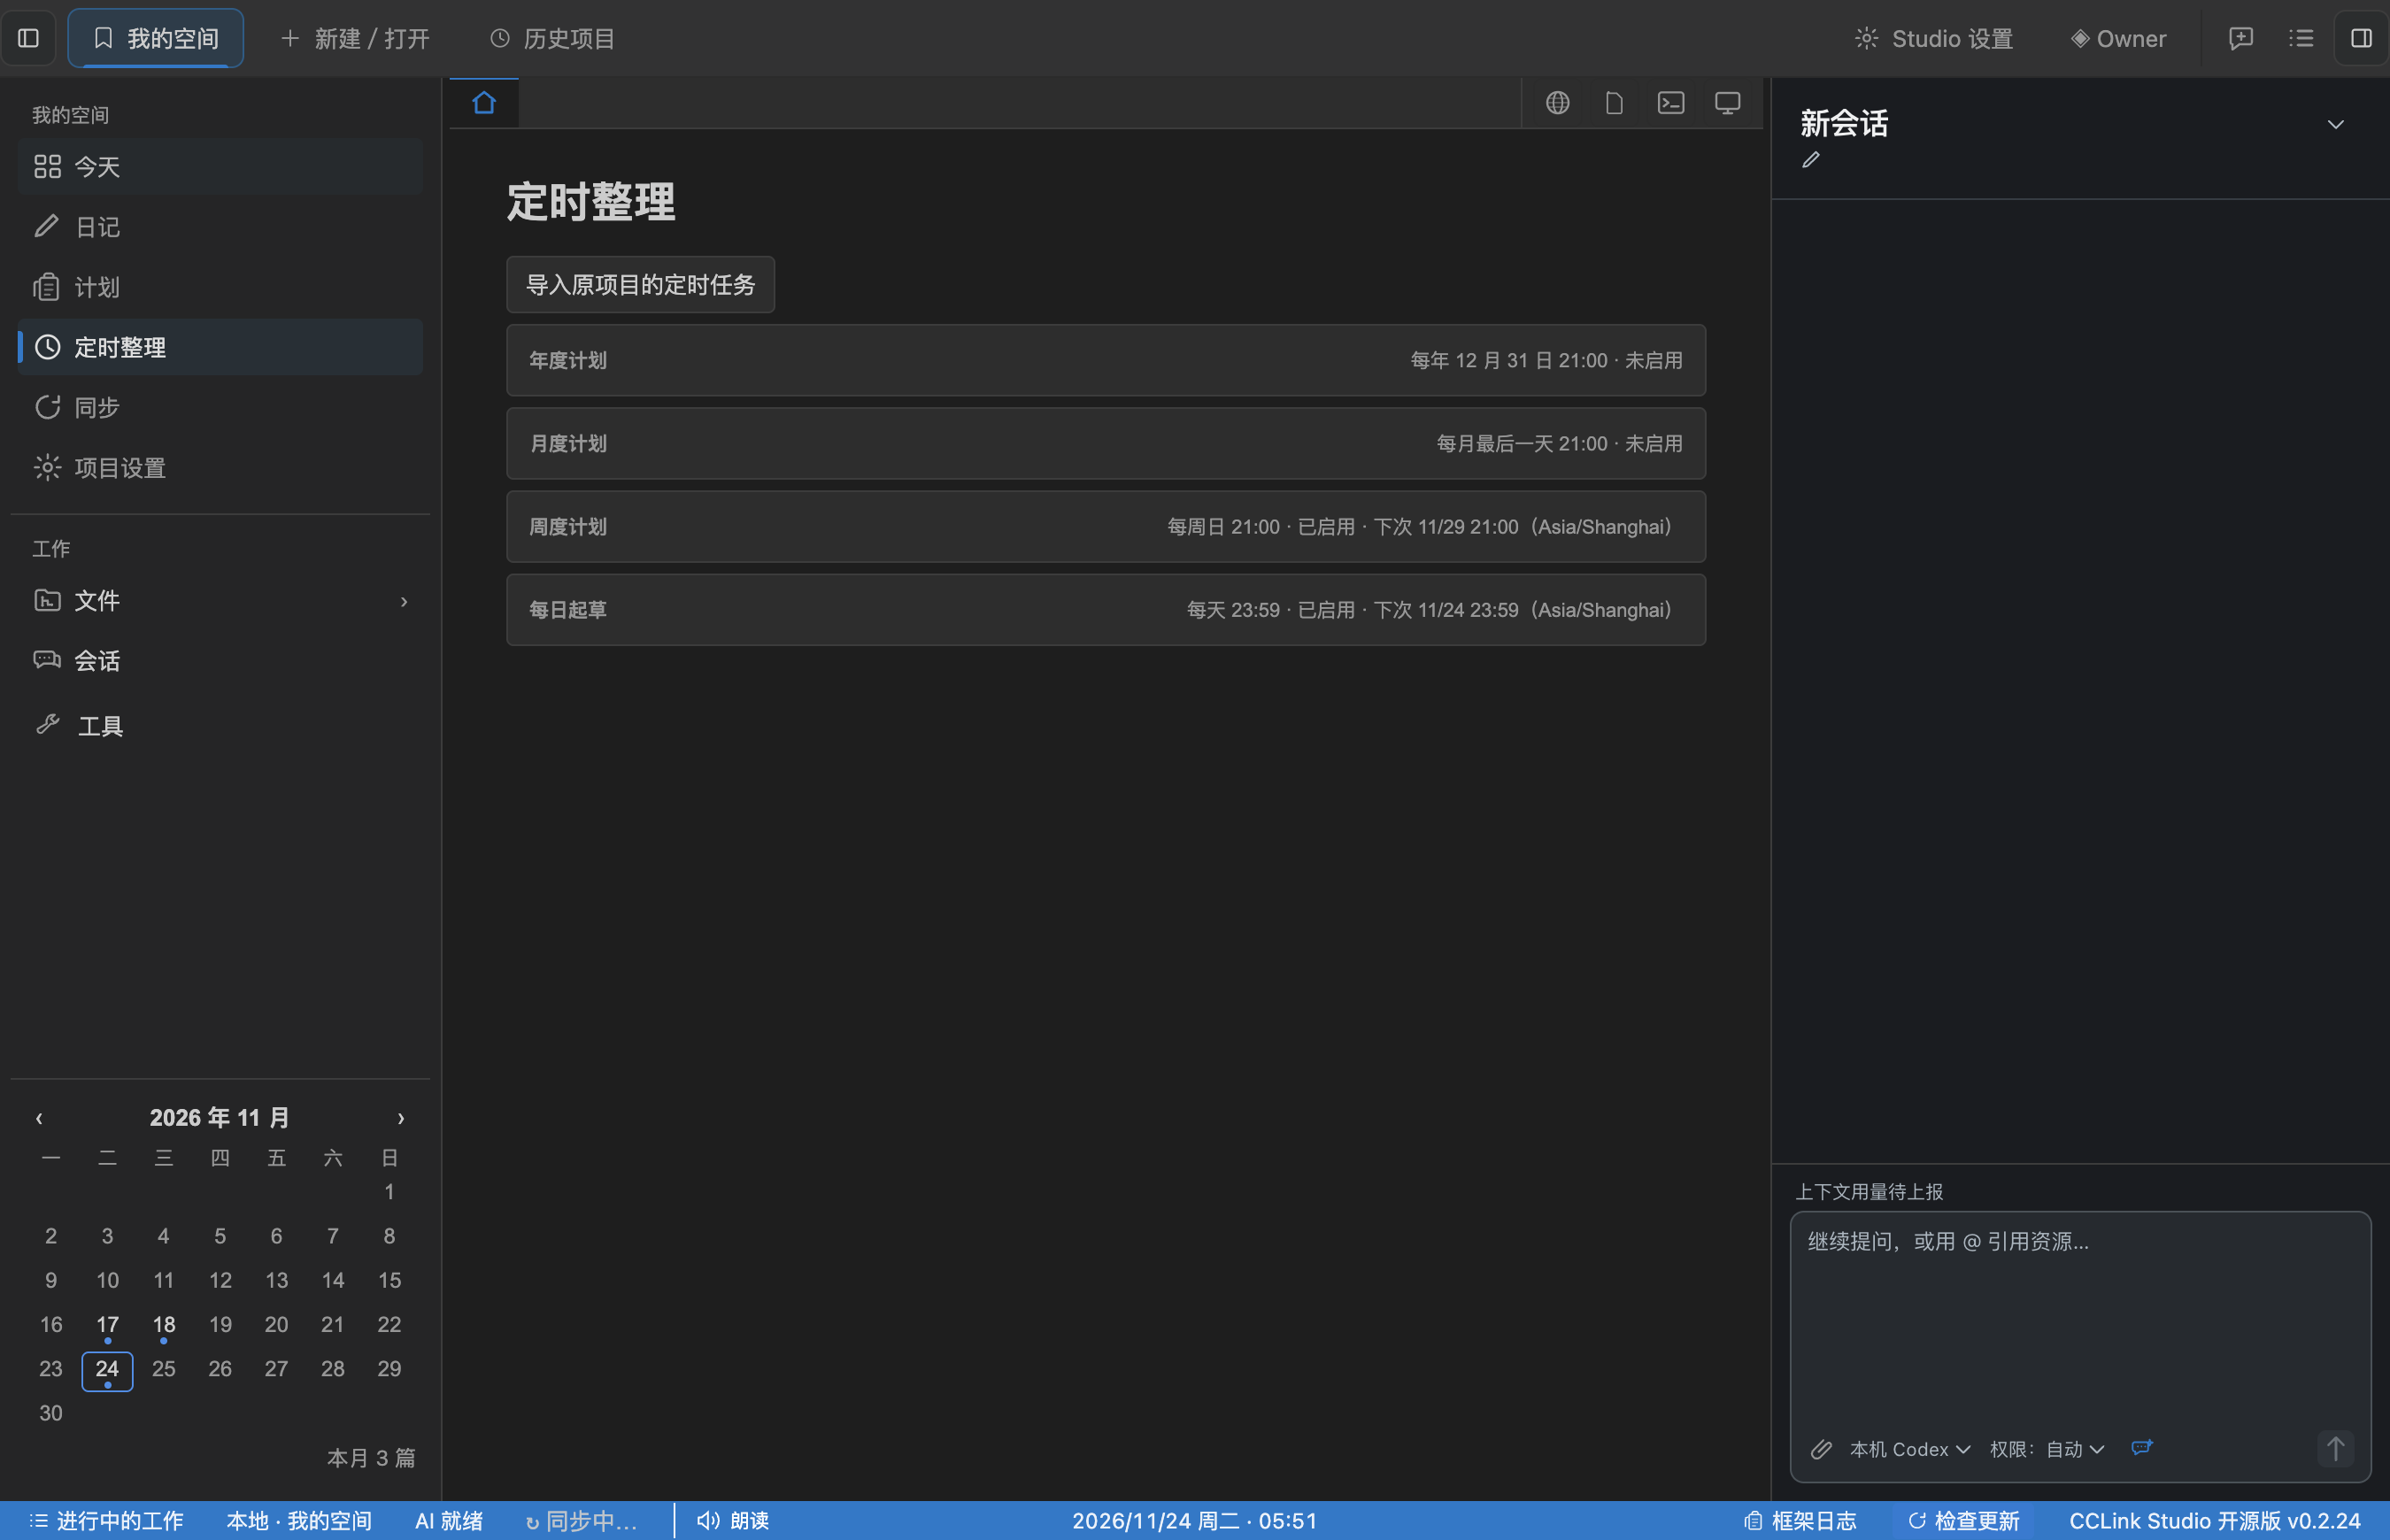 我的空间
新建 / 打开
历史项目
Studio 设置
Owner
我的空间
今天
日记
计划
定时整理
同步
项目设置
工作
文件
会话
工具
2026 年 11 月
一 二 三 四 五 六 日
1
2 3 4 5 6 7 8
9 10 11 12 13 14 15
16 17 18 19 20 21 22
23 24 25 26 27 28 29
30
本月 3 篇
定时整理
导入原项目的定时任务
年度计划 每年 12 月 31 日 21:00 · 未启用
月度计划 每月最后一天 21:00 · 未启用
周度计划 每周日 21:00 · 已启用 · 下次 11/29 21:00（Asia/Shanghai）
每日起草 每天 23:59 · 已启用 · 下次 11/24 23:59（Asia/Shanghai）
新会话
上下文用量待上报
继续提问，或用 @ 引用资源...
本机 Codex 权限：自动
进行中的工作 本地 · 我的空间 AI 就绪 同步中... 朗读 2026/11/24 周二 · 05:51 框架日志 检查更新 CCLink Studio 开源版 v0.2.24